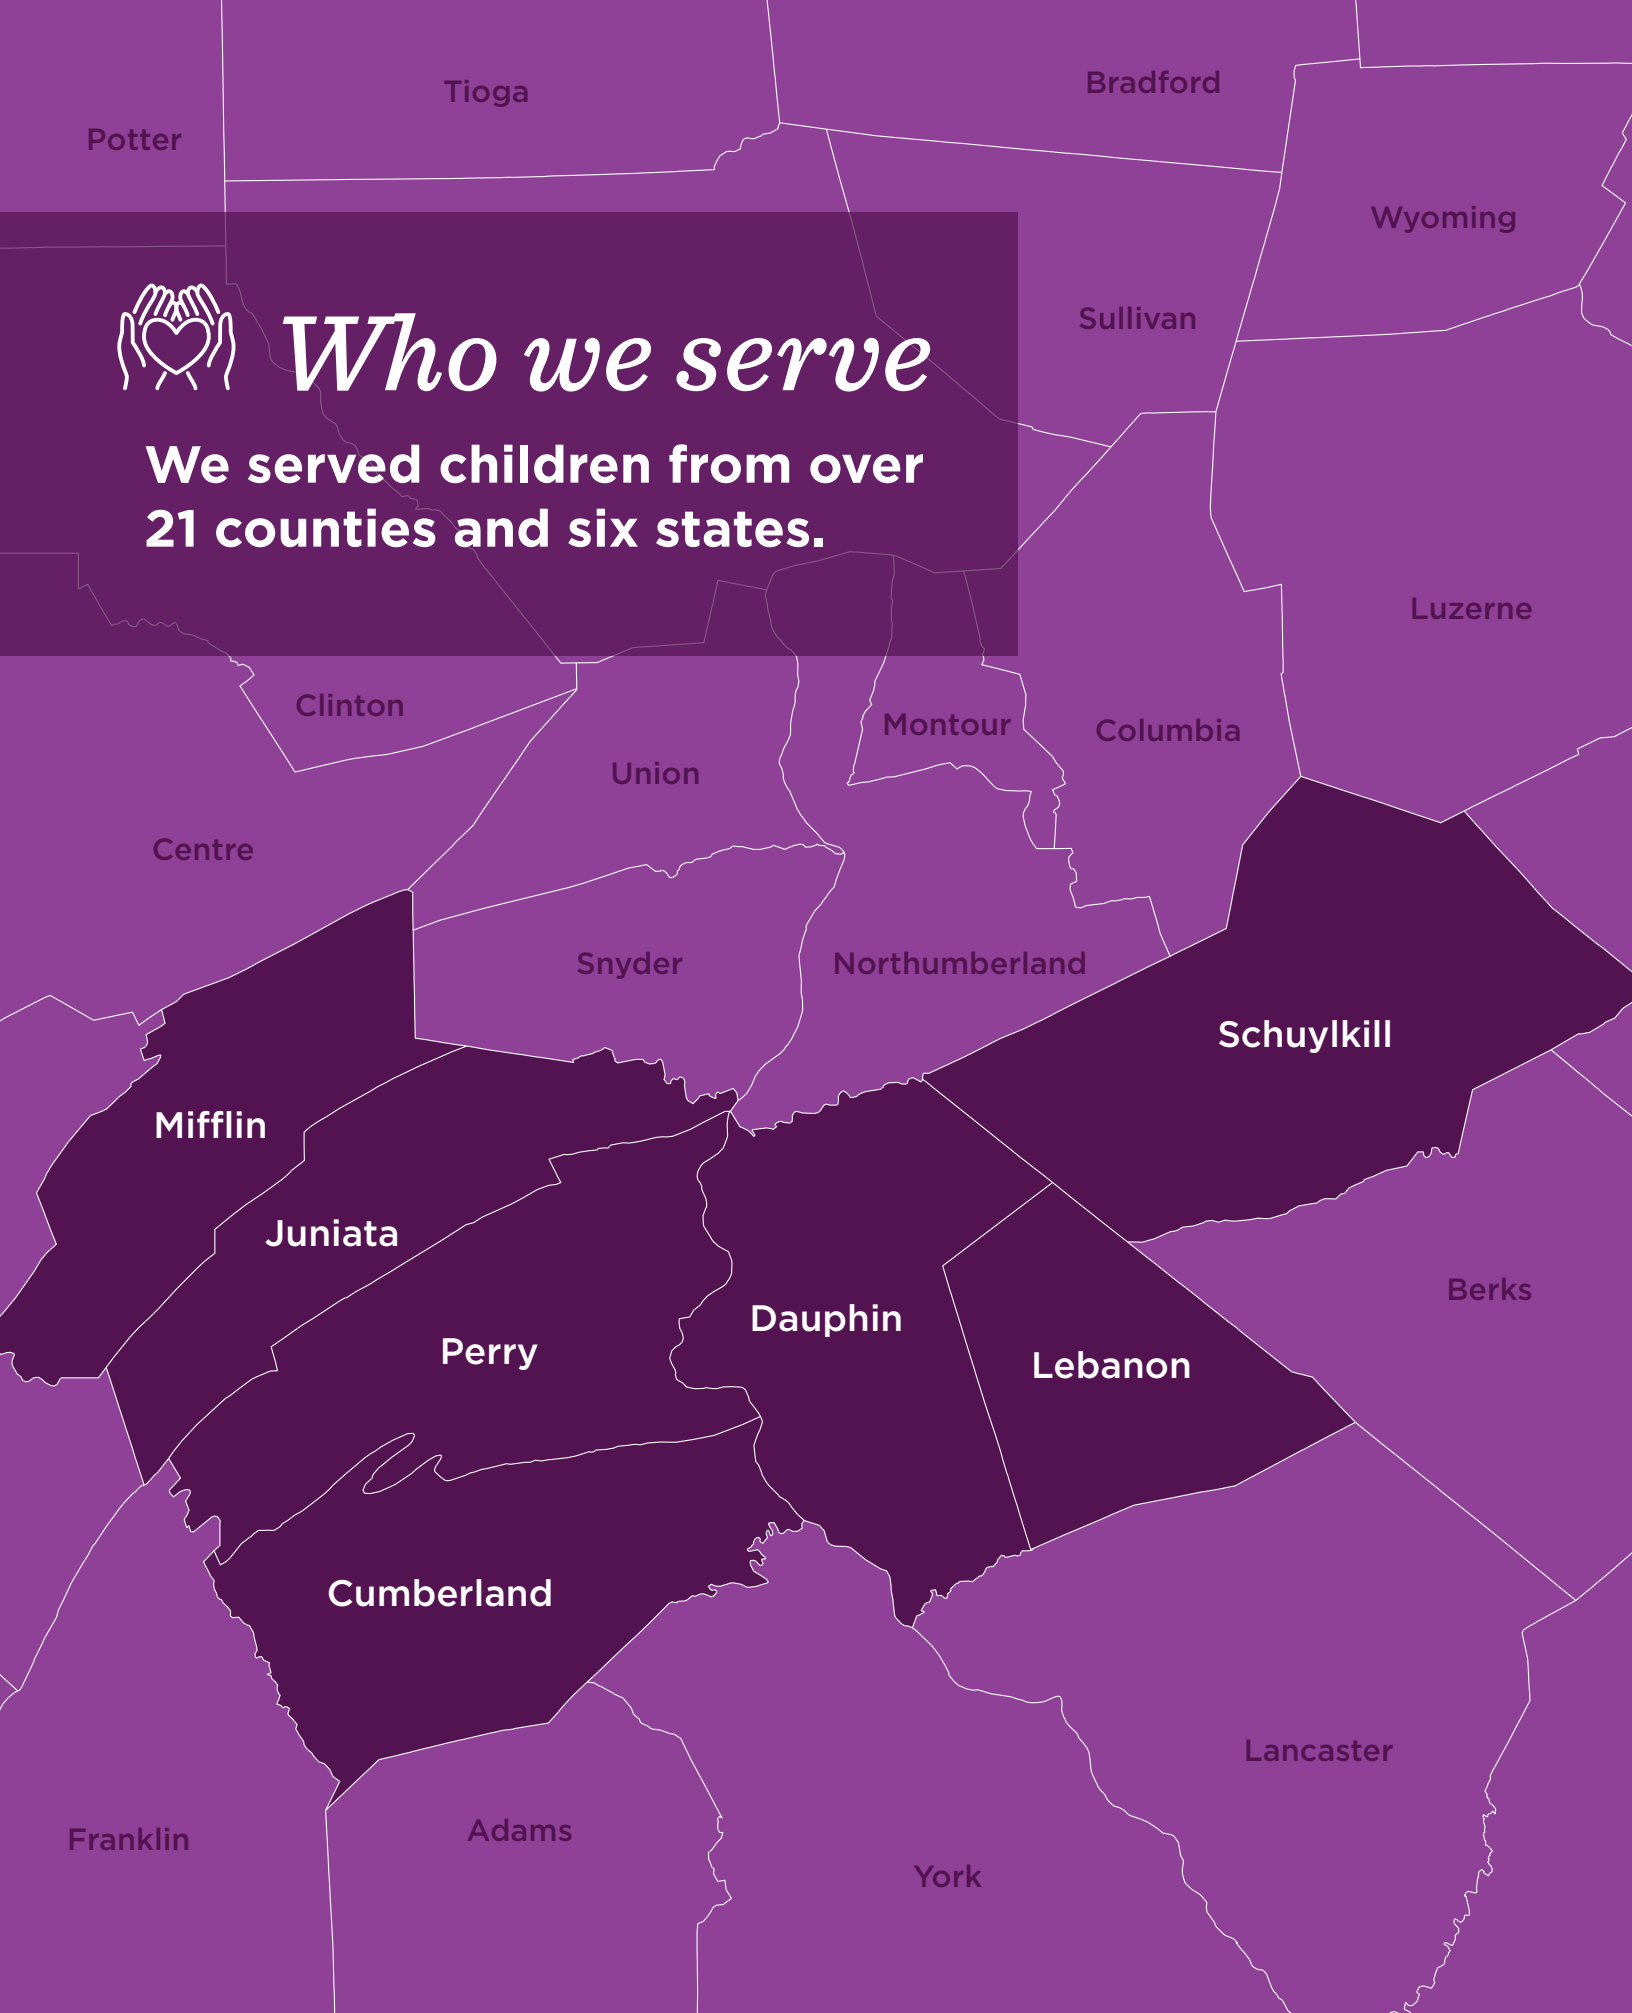 Tioga
Bradford
Potter
Wyoming
Sullivan
Who we serve
We served children from over
21 counties and six states.
Luzerne
Clinton
Montour
Columbia
Union
Centre
Snyder
Northumberland
Schuylkill
Mifflin
Juniata
Berks
Dauphin
Perry
Lebanon
Cumberland
Lancaster
Adams
Franklin
York